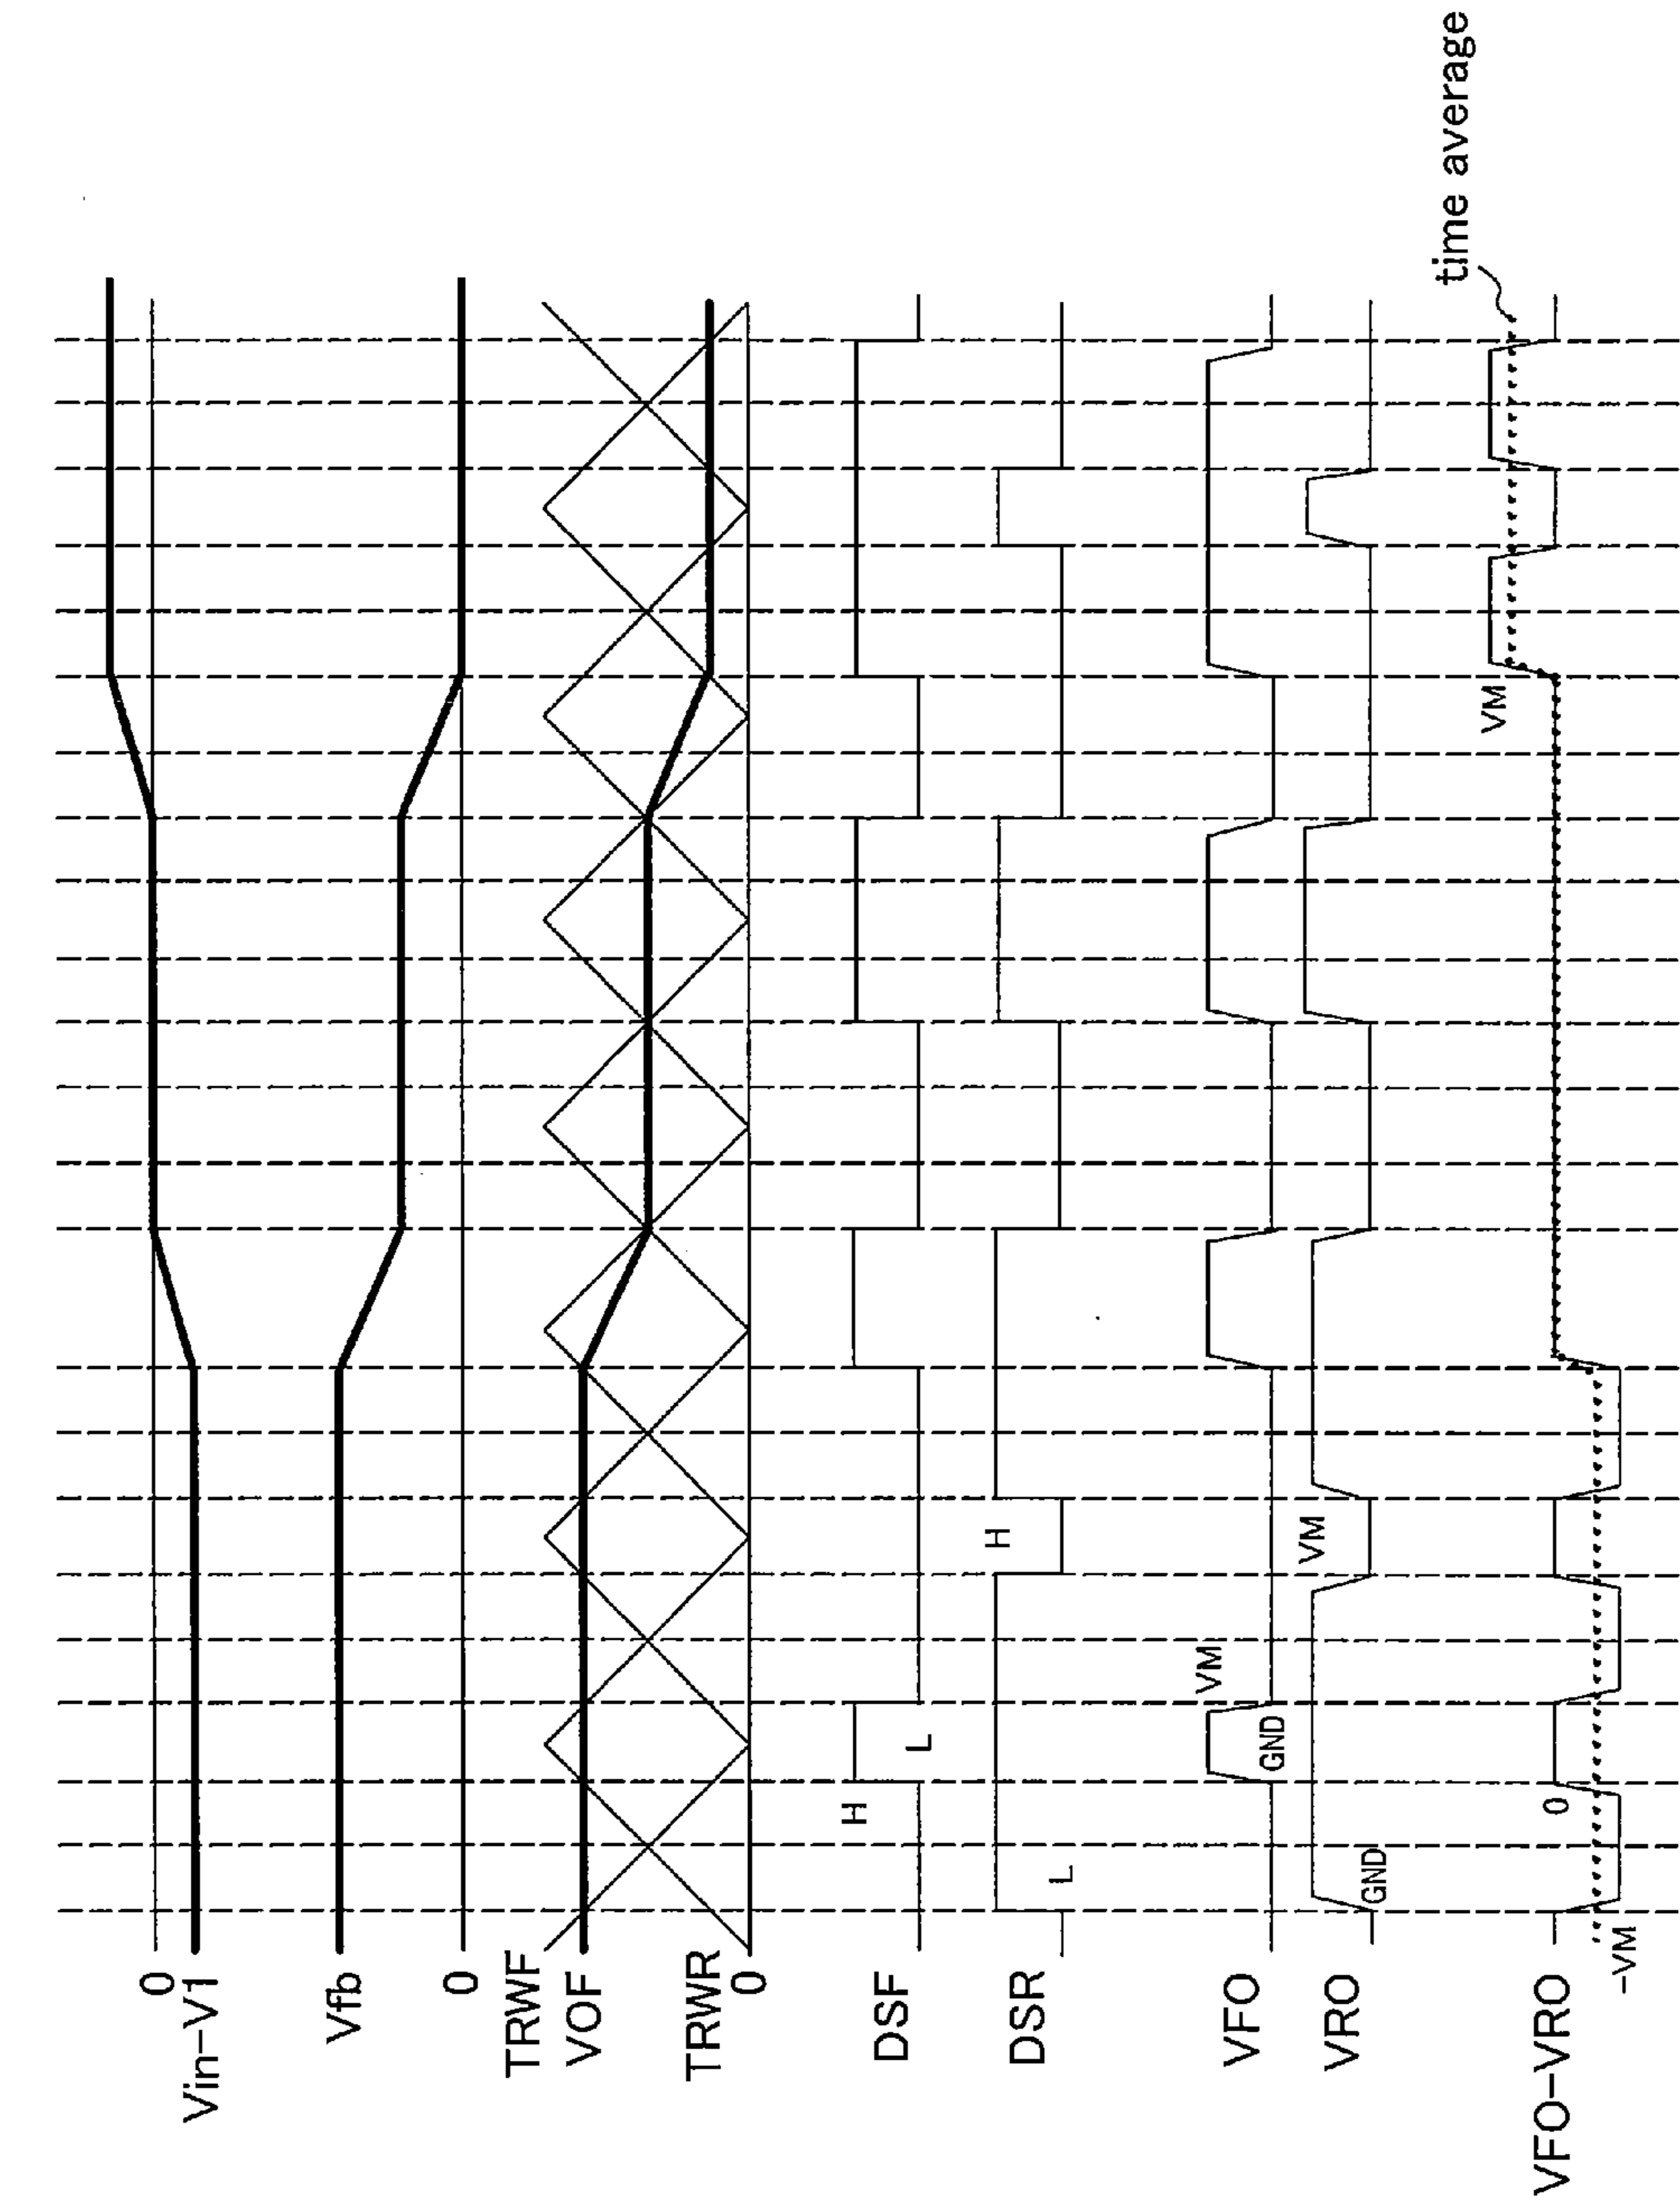 0
Vin-V1
Vfb
0
TRWF
VOF
TRWR
0
DSF
H
L
DSR
L
H
VFO
GND
VM
VRO
GND
VM
VFO-VRO
-VM
0
VM
time average